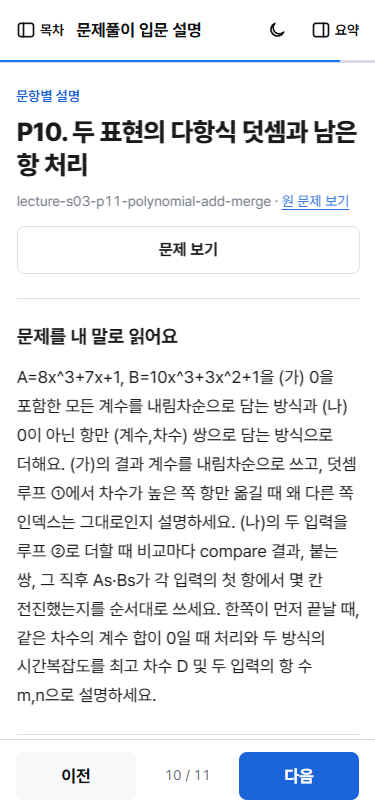 목차 문제풀이 입문 설명 요약
문항별 설명
P10. 두 표현의 다항식 덧셈과 남은
항 처리
lecture-s03-p11-polynomial-add-merge · 원 문제 보기
문제 보기
문제를 내 말로 읽어요
A=8x^3+7x+1, B=10x^3+3x^2+1을 (가) 0을
포함한 모든 계수를 내림차순으로 담는 방식과 (나)
0이 아닌 항만 (계수,차수) 쌍으로 담는 방식으로
더해요. (가)의 결과 계수를 내림차순으로 쓰고, 덧셈
루프 ①에서 차수가 높은 쪽 항만 옮길 때 왜 다른 쪽
인덱스는 그대로인지 설명하세요. (나)의 두 입력을
루프 ②로 더할 때 비교마다 compare 결과, 붙는
쌍, 그 직후 As·Bs가 각 입력의 첫 항에서 몇 칸
전진했는지를 순서대로 쓰세요. 한쪽이 먼저 끝날 때,
같은 차수의 계수 합이 0일 때 처리와 두 방식의
시간복잡도를 최고 차수 D 및 두 입력의 항 수
m,n으로 설명하세요.
이전 10 / 11 다음